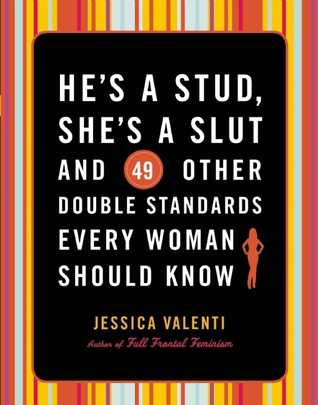 HE'S A STUD,
SHE'S A SLUT
AND 49 OTHER
DOUBLE STANDARDS
EVERY WOMAN
SHOULD KNOW
JESSICA VALENTI
Author of Full Frontal Feminism